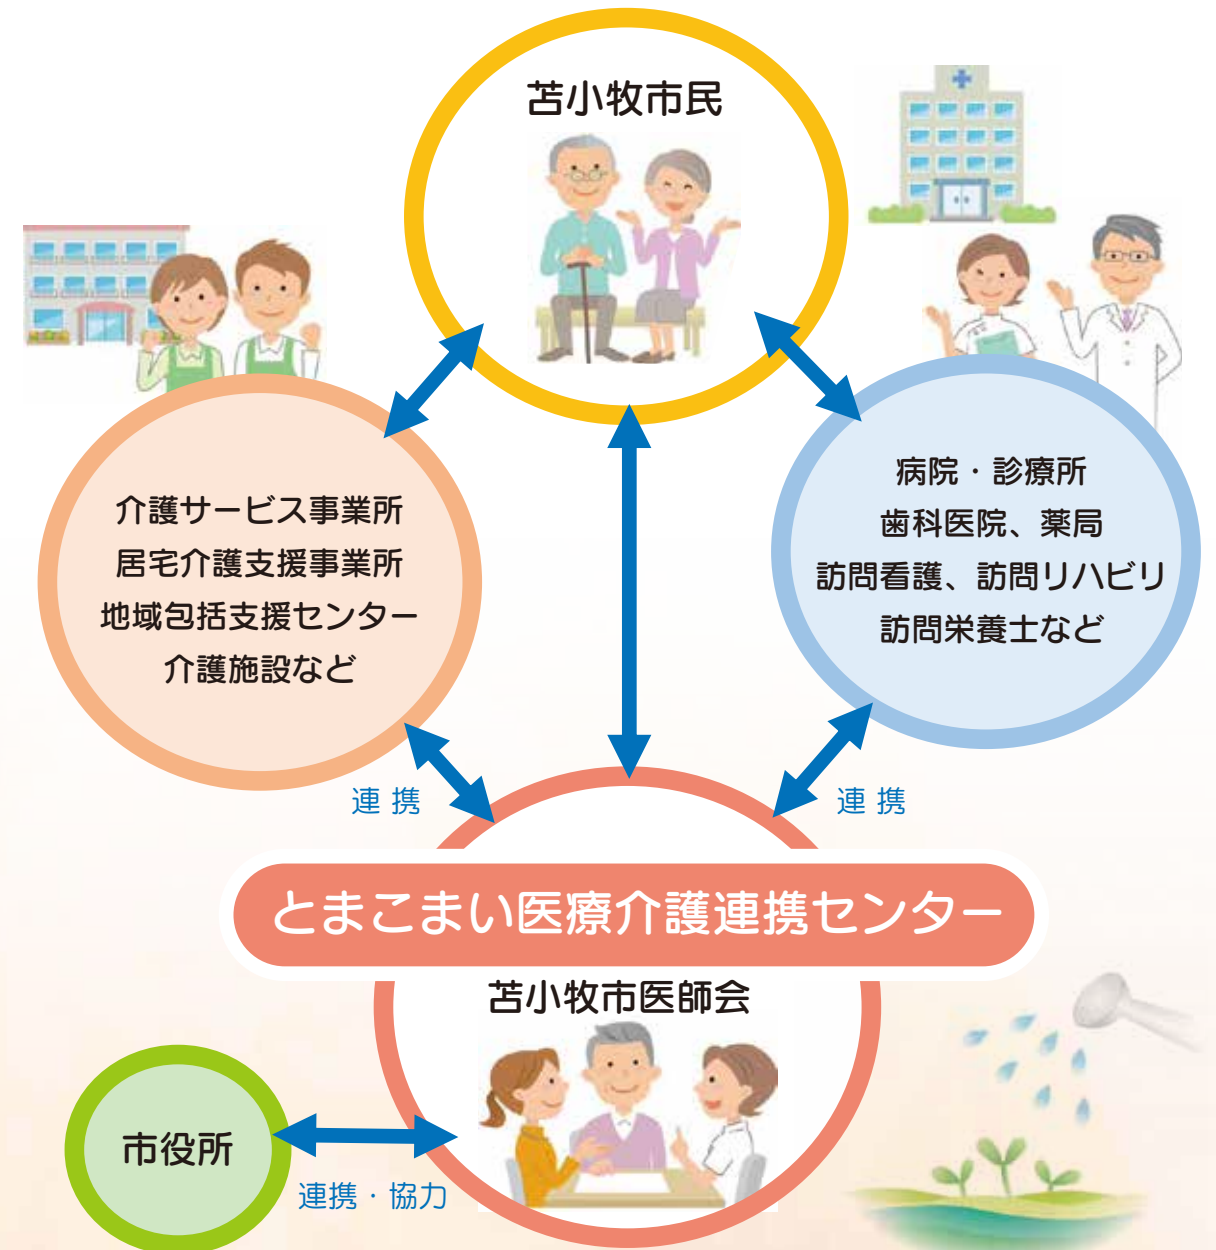 苫小牧市民
介護サービス事業所
居宅介護支援事業所
地域包括支援センター
介護施設など
病院・診療所
歯科医院、薬局
訪問看護、訪問リハビリ
訪問栄養士など
連携
連携
とまこまい医療介護連携センター
苫小牧市医師会
市役所
連携・協力